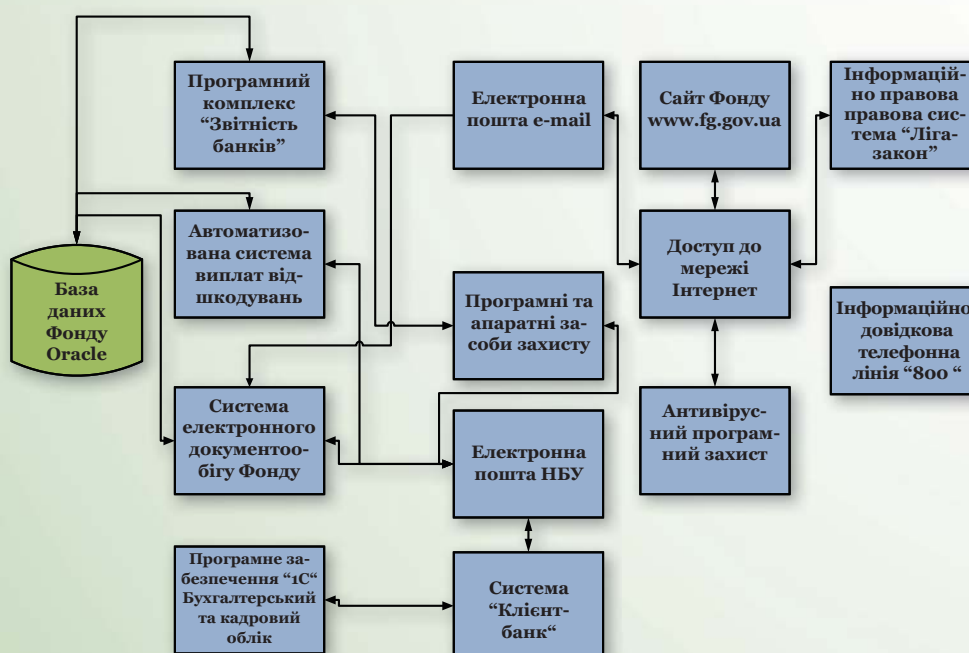 Програмний
комплекс
“Звітність
банків”
Електронна
пошта e-mail
Сайт Фонду
www.fg.gov.ua
Інформацій-
но правова
правова сис-
тема “Ліга-
закон”
Автоматизо-
вана система
виплат від-
шкодувань
Доступ до
мережі
Інтернет
База
даних
Фонду
Oracle
Програмні та
апаратні за-
соби захисту
Інформаційно
довідкова
телефонна
лінія “800 “
Система
електронного
документоо-
бігу Фонду
Електронна
пошта НБУ
Антивірус-
ний програм-
ний захист
Програмне за-
безпечення “1С“
Бухгалтерський
та кадровий
облік
Система
“Клієнт-
банк“